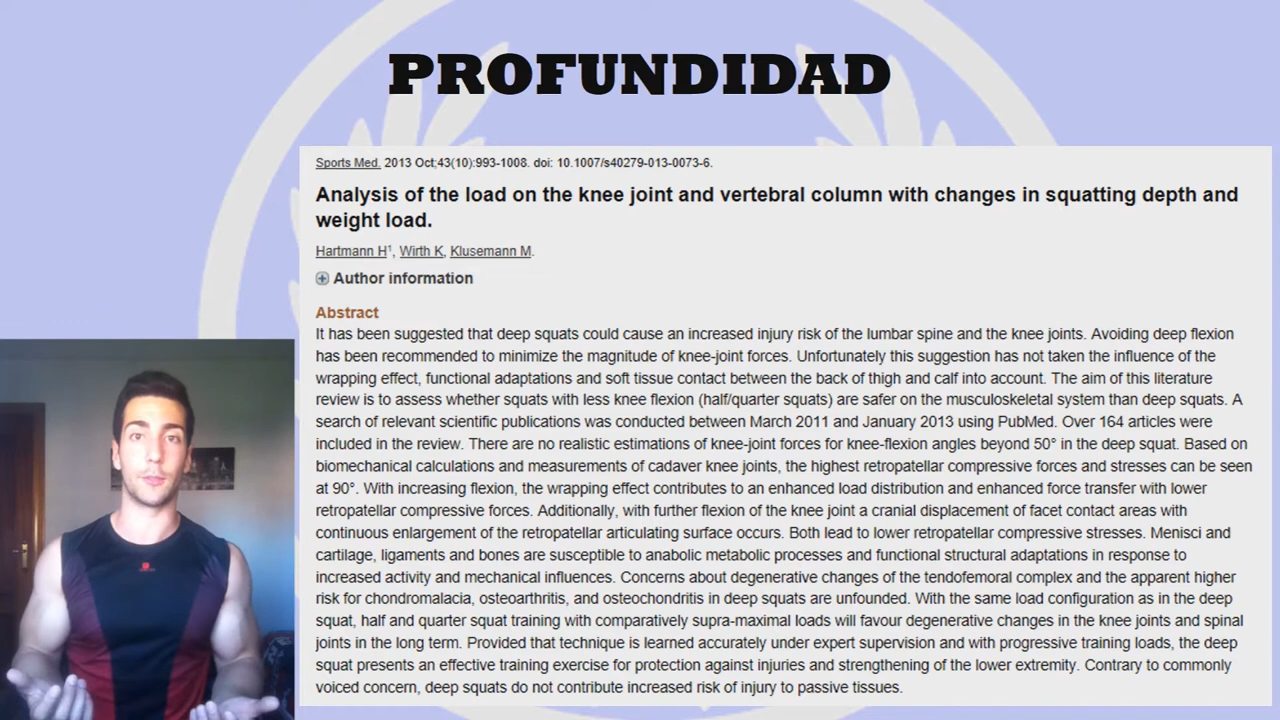 PROFUNDIDAD
Sports Med. 2013 Oct;43(10):993-1008. doi: 10.1007/s40279-013-0073-6.
Analysis of the load on the knee joint and vertebral column with changes in squatting depth and
weight load.
Hartmann H¹, Wirth K, Klusemann M.
Author information
Abstract
It has been suggested that deep squats could cause an increased injury risk of the lumbar spine and the knee joints. Avoiding deep flexion
has been recommended to minimize the magnitude of knee-joint forces. Unfortunately this suggestion has not taken the influence of the
wrapping effect, functional adaptations and soft tissue contact between the back of thigh and calf into account. The aim of this literature
review is to assess whether squats with less knee flexion (half/quarter squats) are safer on the musculoskeletal system than deep squats. A
search of relevant scientific publications was conducted between March 2011 and January 2013 using PubMed. Over 164 articles were
included in the review. There are no realistic estimations of knee-joint forces for knee-flexion angles beyond 50° in the deep squat. Based on
biomechanical calculations and measurements of cadaver knee joints, the highest retropatellar compressive forces and stresses can be seen
at 90°. With increasing flexion, the wrapping effect contributes to an enhanced load distribution and enhanced force transfer with lower
retropatellar compressive forces. Additionally, with further flexion of the knee joint a cranial displacement of facet contact areas with
continuous enlargement of the retropatellar articulating surface occurs. Both lead to lower retropatellar compressive stresses. Menisci and
cartilage, ligaments and bones are susceptible to anabolic metabolic processes and functional structural adaptations in response to
increased activity and mechanical influences. Concerns about degenerative changes of the tendofemoral complex and the apparent higher
risk for chondromalacia, osteoarthritis, and osteochondritis in deep squats are unfounded. With the same load configuration as in the deep
squat, half and quarter squat training with comparatively supra-maximal loads will favour degenerative changes in the knee joints and spinal
joints in the long term. Provided that technique is learned accurately under expert supervision and with progressive training loads, the deep
squat presents an effective training exercise for protection against injuries and strengthening of the lower extremity. Contrary to commonly
voiced concern, deep squats do not contribute increased risk of injury to passive tissues.